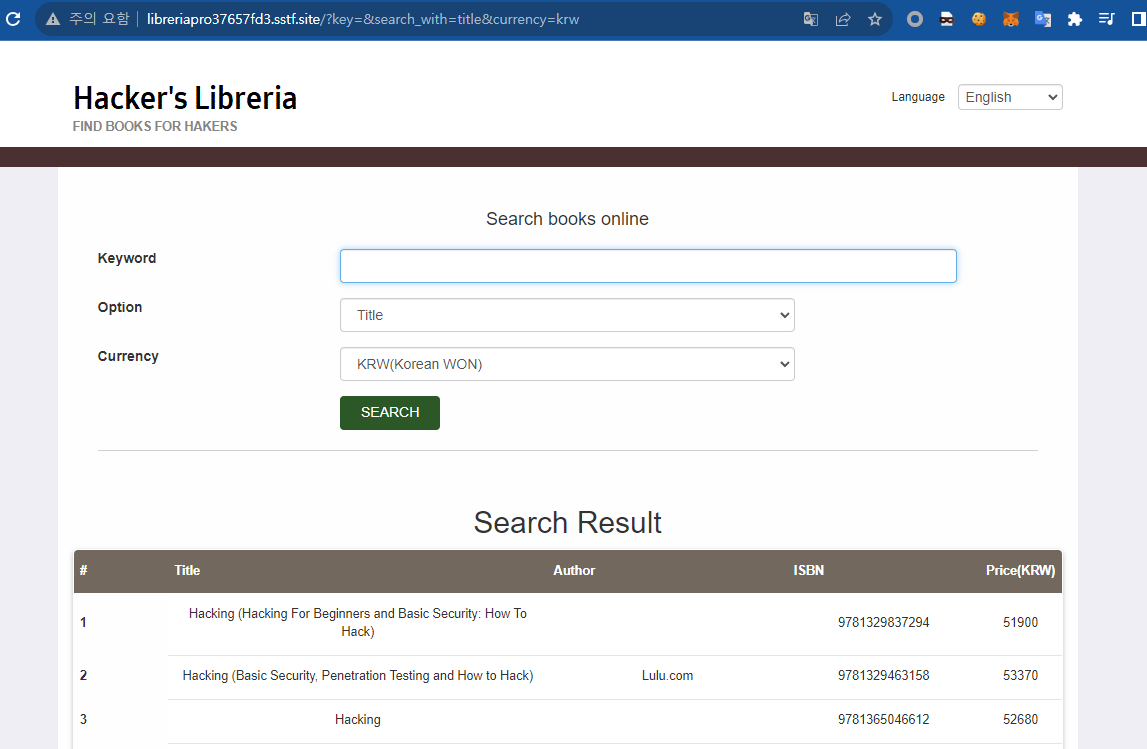 주의 요함 libreriapro37657fd3.sstf.site/?key=&search_with=title&currency=krw
Hacker's Libreria
FIND BOOKS FOR HAKERS
Language English
Search books online
Keyword
Option Title
Currency KRW(Korean WON)
SEARCH
Search Result
# Title Author ISBN Price(KRW)
1 Hacking (Hacking For Beginners and Basic Security: How To
Hack) 9781329837294 51900
2 Hacking (Basic Security, Penetration Testing and How to Hack) Lulu.com 9781329463158 53370
3 Hacking 9781365046612 52680